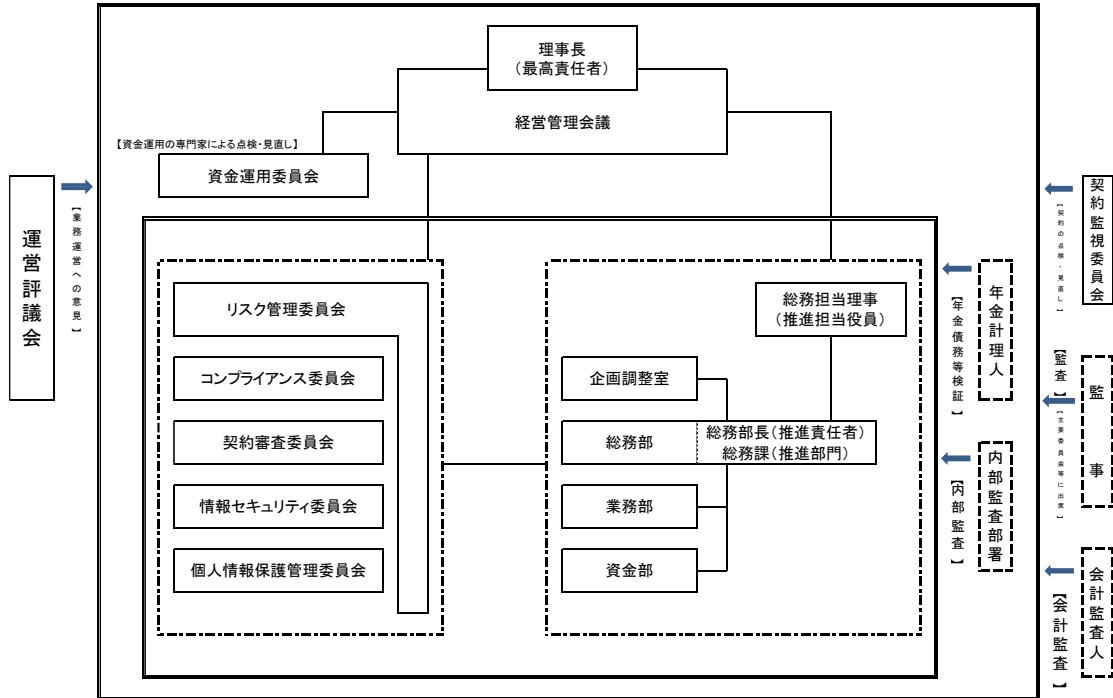 理事長
（最高責任者）
経営管理会議
【資金運用の専門家による点検・見直し】
資金運用委員会
運営評議会
【業務運営への意見】
リスク管理委員会
コンプライアンス委員会
契約審査委員会
情報セキュリティ委員会
個人情報保護管理委員会
総務担当理事
（推進担当役員）
企画調整室
総務部
総務部長（推進責任者）
総務課（推進部門）
業務部
資金部
年金計理人
【年金債務等検証】
内部監査部署
【内部監査】
契約監視委員会
【契約の点検・見直し】
監事
【監査】
【主要委員会等に出席】
会計監査人
【会計監査】